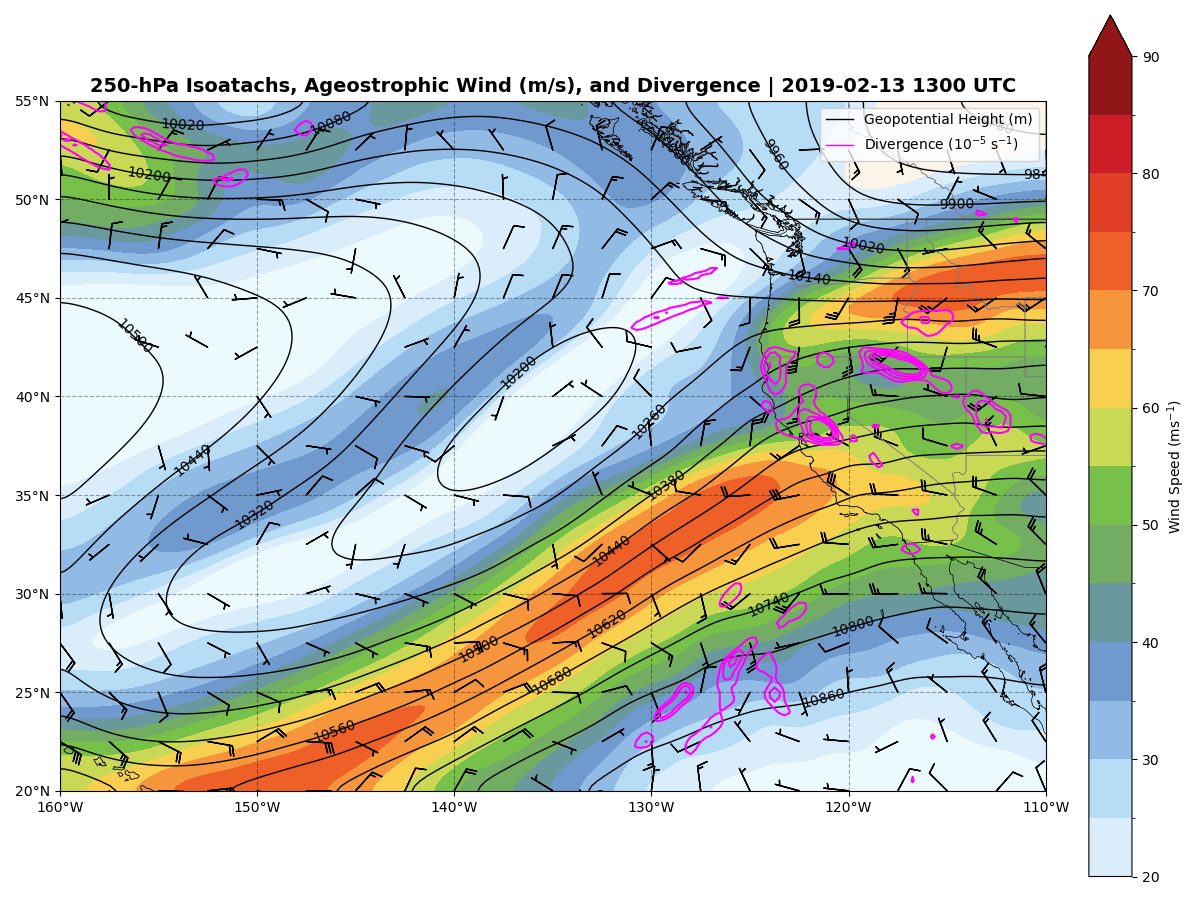 250-hPa Isoatachs, Ageostrophic Wind (m/s), and Divergence | 2019-02-13 1300 UTC
Geopotential Height (m)
Divergence (10⁻⁵ s⁻¹)
55°N
50°N
45°N
40°N
35°N
30°N
25°N
20°N
160°W
150°W
140°W
130°W
120°W
110°W
10020
10080
10200
9960
9900
10020
10140
10500
10200
10260
10440
10320
10380
10440
10620
10740
10800
10500
10680
10860
10560
90
80
70
60
50
40
30
20
Wind Speed (ms⁻¹)